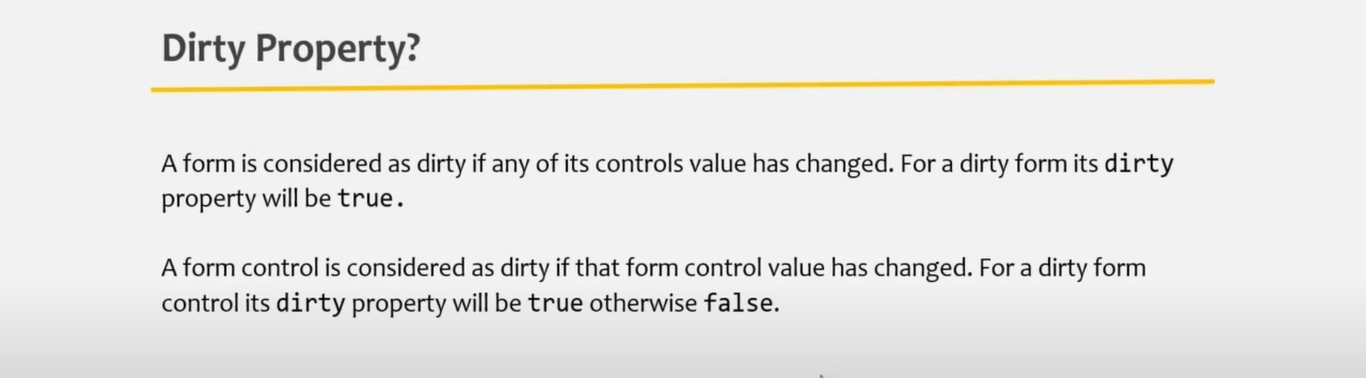 Dirty Property?
A form is considered as dirty if any of its controls value has changed. For a dirty form its dirty
property will be true.
A form control is considered as dirty if that form control value has changed. For a dirty form
control its dirty property will be true otherwise false.